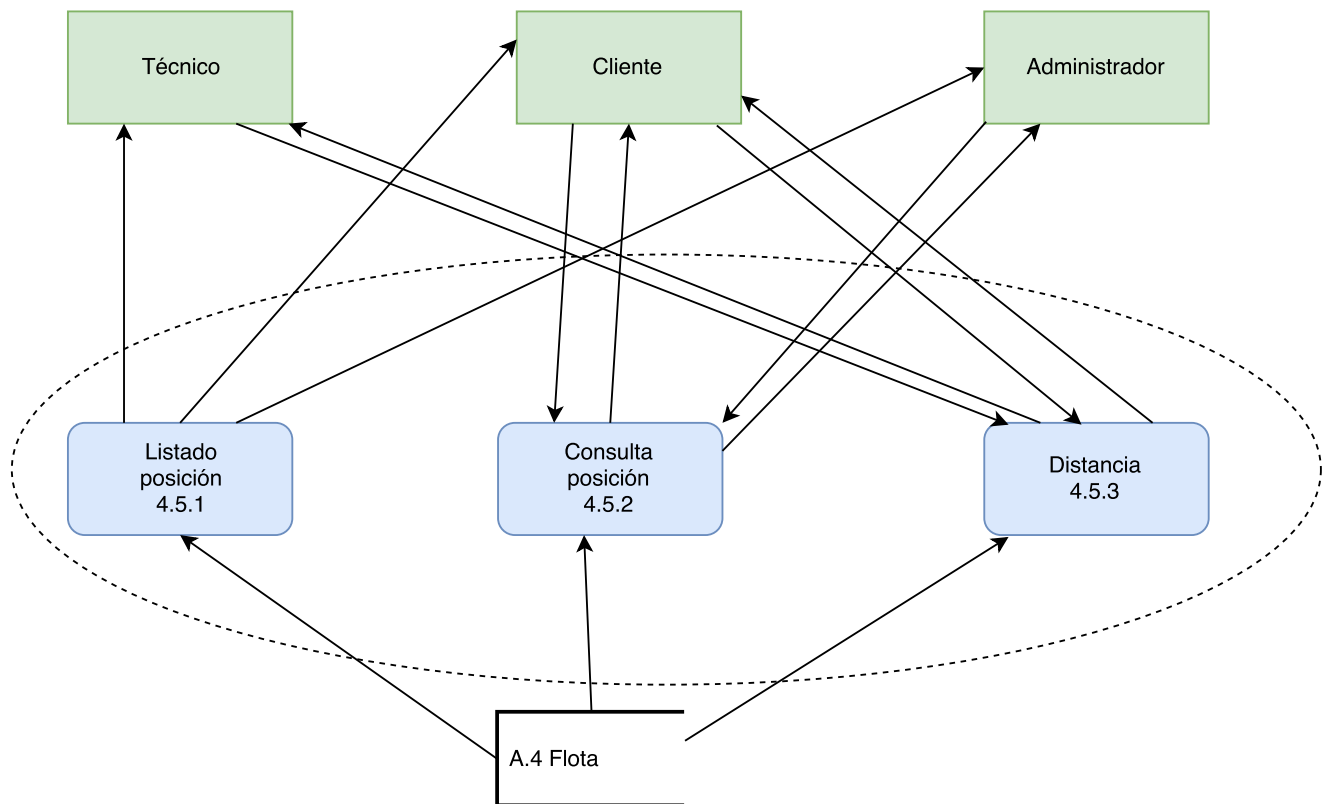 Técnico
Cliente
Administrador
Listado
posición
4.5.1
Consulta
posición
4.5.2
Distancia
4.5.3
A.4 Flota